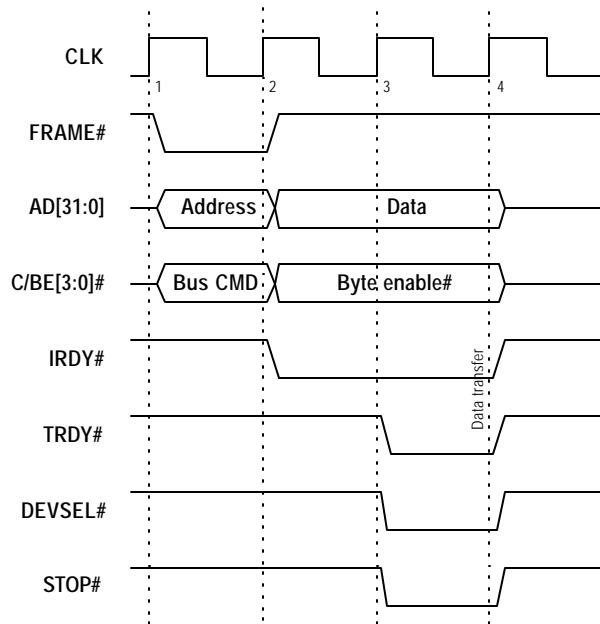 CLK
1 2 3 4
FRAME#
AD[31:0] Address Data
C/BE[3:0]# Bus CMD Byte enable#
IRDY#
Data transfer
TRDY#
DEVSEL#
STOP#